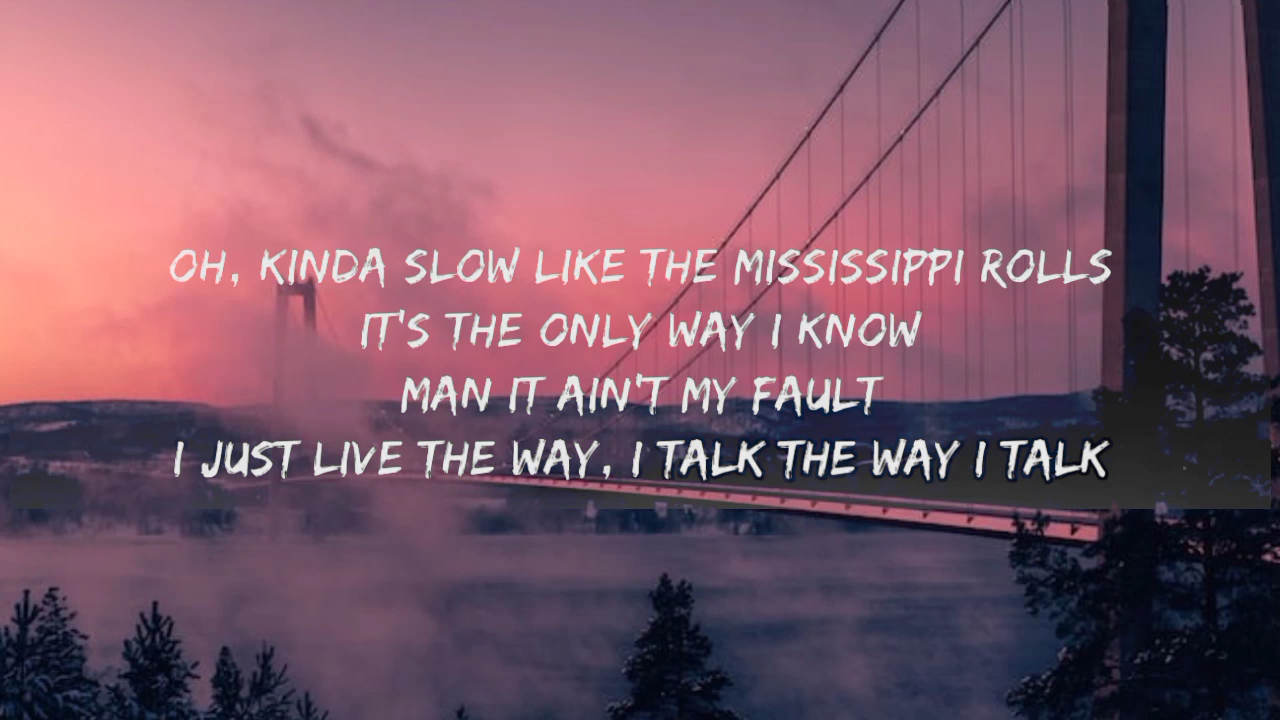 OH, KINDA SLOW LIKE THE MISSISSIPPI ROLLS
IT'S THE ONLY WAY I KNOW
MAN IT AIN'T MY FAULT
I JUST LIVE THE WAY, I TALK THE WAY I TALK